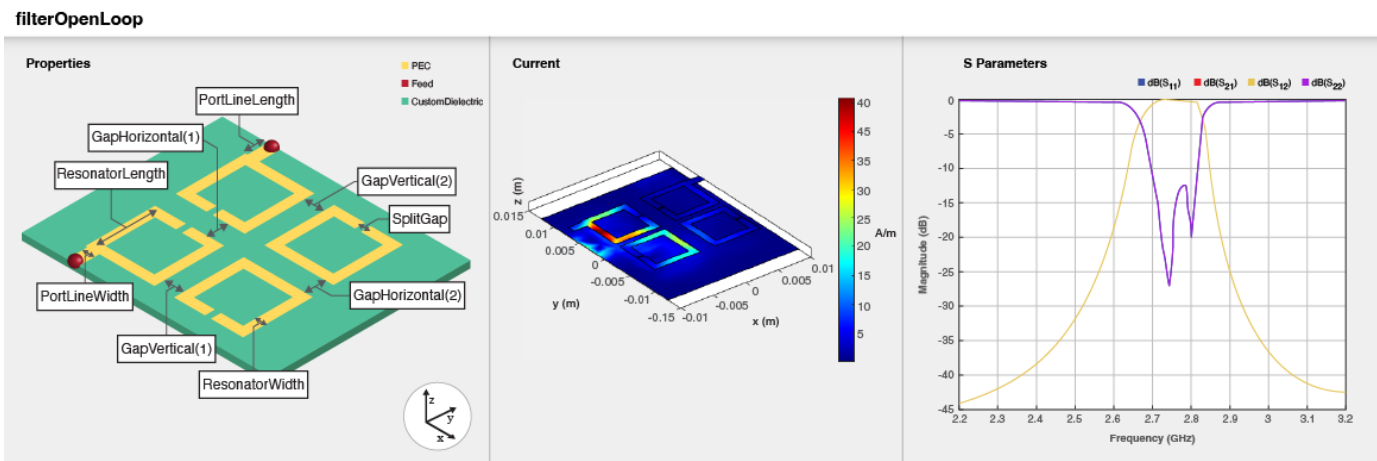 filterOpenLoop
Properties
PEC
Feed
CustomDielectric
PortLineLength
GapHorizontal(1)
ResonatorLength
GapVertical(2)
SplitGap
PortLineWidth
GapHorizontal(2)
GapVertical(1)
ResonatorWidth
z
y
x
Current
z (m)
0.015
0.01
0.005
0
-0.005
-0.01
-0.15
y (m)
-0.01
-0.005
0
0.005
0.01
x (m)
40
45
35
30
25
20
15
10
5
A/m
S Parameters
dB(S11) dB(S21) dB(S12) dB(S22)
0
-5
-10
-15
-20
-25
-30
-35
-40
-45
Magnitude (dB)
2.2 2.3 2.4 2.5 2.6 2.7 2.8 2.9 3 3.1 3.2
Frequency (GHz)